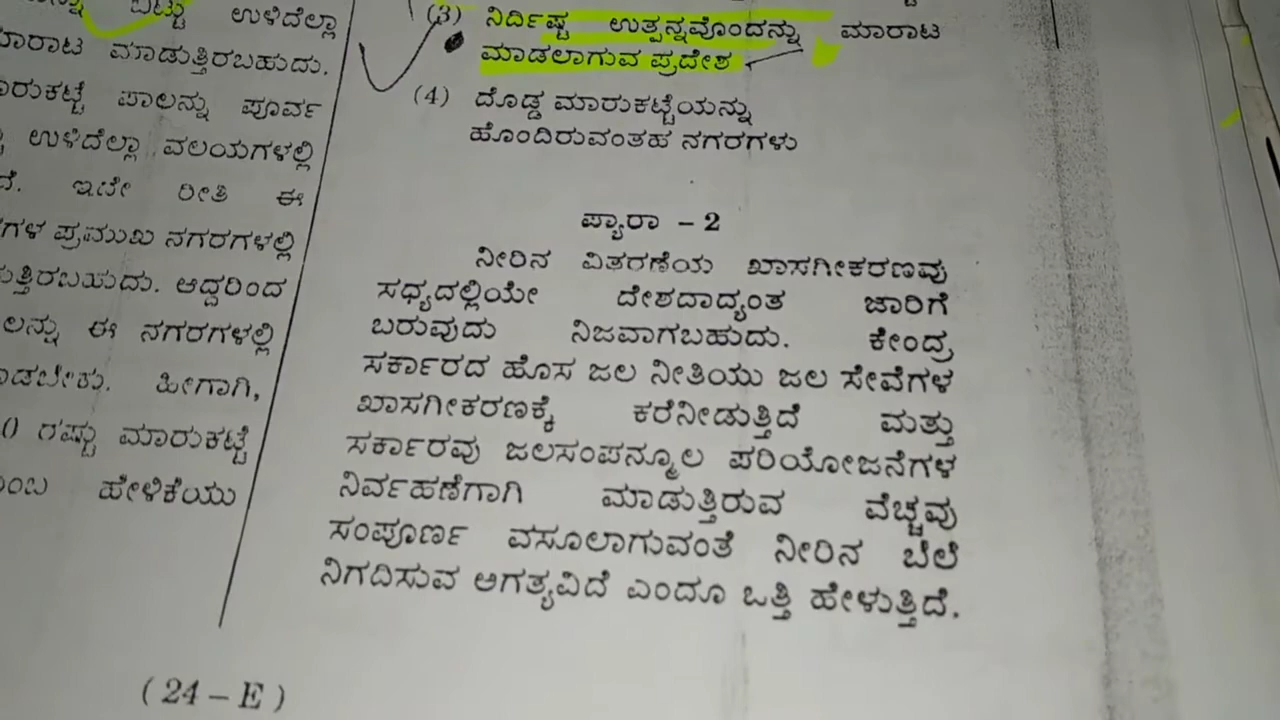 ಬಿಟ್ಟು ಉಳಿದೆಲ್ಲಾ
ಮಾರಾಟ ಮಾಡುತ್ತಿರಬಹುದು.
ಮಾರುಕಟ್ಟೆ ಪಾಲನ್ನು ಪೂರ್ವ
ಉಳಿದೆಲ್ಲಾ ವಲಯಗಳಲ್ಲಿ
ಇದೇ ರೀತಿ ಈ
ಪ್ರಮುಖ ನಗರಗಳಲ್ಲಿ
ಆದ್ದರಿಂದ
ಈ ನಗರಗಳಲ್ಲಿ
ಹೀಗಾಗಿ,
ರಷ್ಟು ಮಾರುಕಟ್ಟೆ
ಹೇಳಿಕೆಯು
(3) ನಿರ್ದಿಷ್ಟ ಉತ್ಪನ್ನವೊಂದನ್ನು ಮಾರಾಟ
ಮಾಡಲಾಗುವ ಪ್ರದೇಶ
(4) ದೊಡ್ಡ ಮಾರುಕಟ್ಟೆಯನ್ನು
ಹೊಂದಿರುವಂತಹ ನಗರಗಳು
ಪ್ಯಾರಾ – 2
ನೀರಿನ ವಿತರಣೆಯ ಖಾಸಗೀಕರಣವು
ಸಧ್ಯದಲ್ಲಿಯೇ ದೇಶದಾದ್ಯಂತ ಜಾರಿಗೆ
ಬರುವುದು ನಿಜವಾಗಬಹುದು. ಕೇಂದ್ರ
ಸರ್ಕಾರದ ಹೊಸ ಜಲ ನೀತಿಯು ಜಲ ಸೇವೆಗಳ
ಖಾಸಗೀಕರಣಕ್ಕೆ ಕರೆನೀಡುತ್ತಿದೆ ಮತ್ತು
ಸರ್ಕಾರವು ಜಲಸಂಪನ್ಮೂಲ ಪರಿಯೋಜನೆಗಳ
ನಿರ್ವಹಣೆಗಾಗಿ ಮಾಡುತ್ತಿರುವ ವೆಚ್ಚವು
ಸಂಪೂರ್ಣ ವಸೂಲಾಗುವಂತೆ ನೀರಿನ ಬೆಲೆ
ನಿಗದಿಸುವ ಅಗತ್ಯವಿದೆ ಎಂದೂ ಒತ್ತಿ ಹೇಳುತ್ತಿದೆ.
( 24 – E )